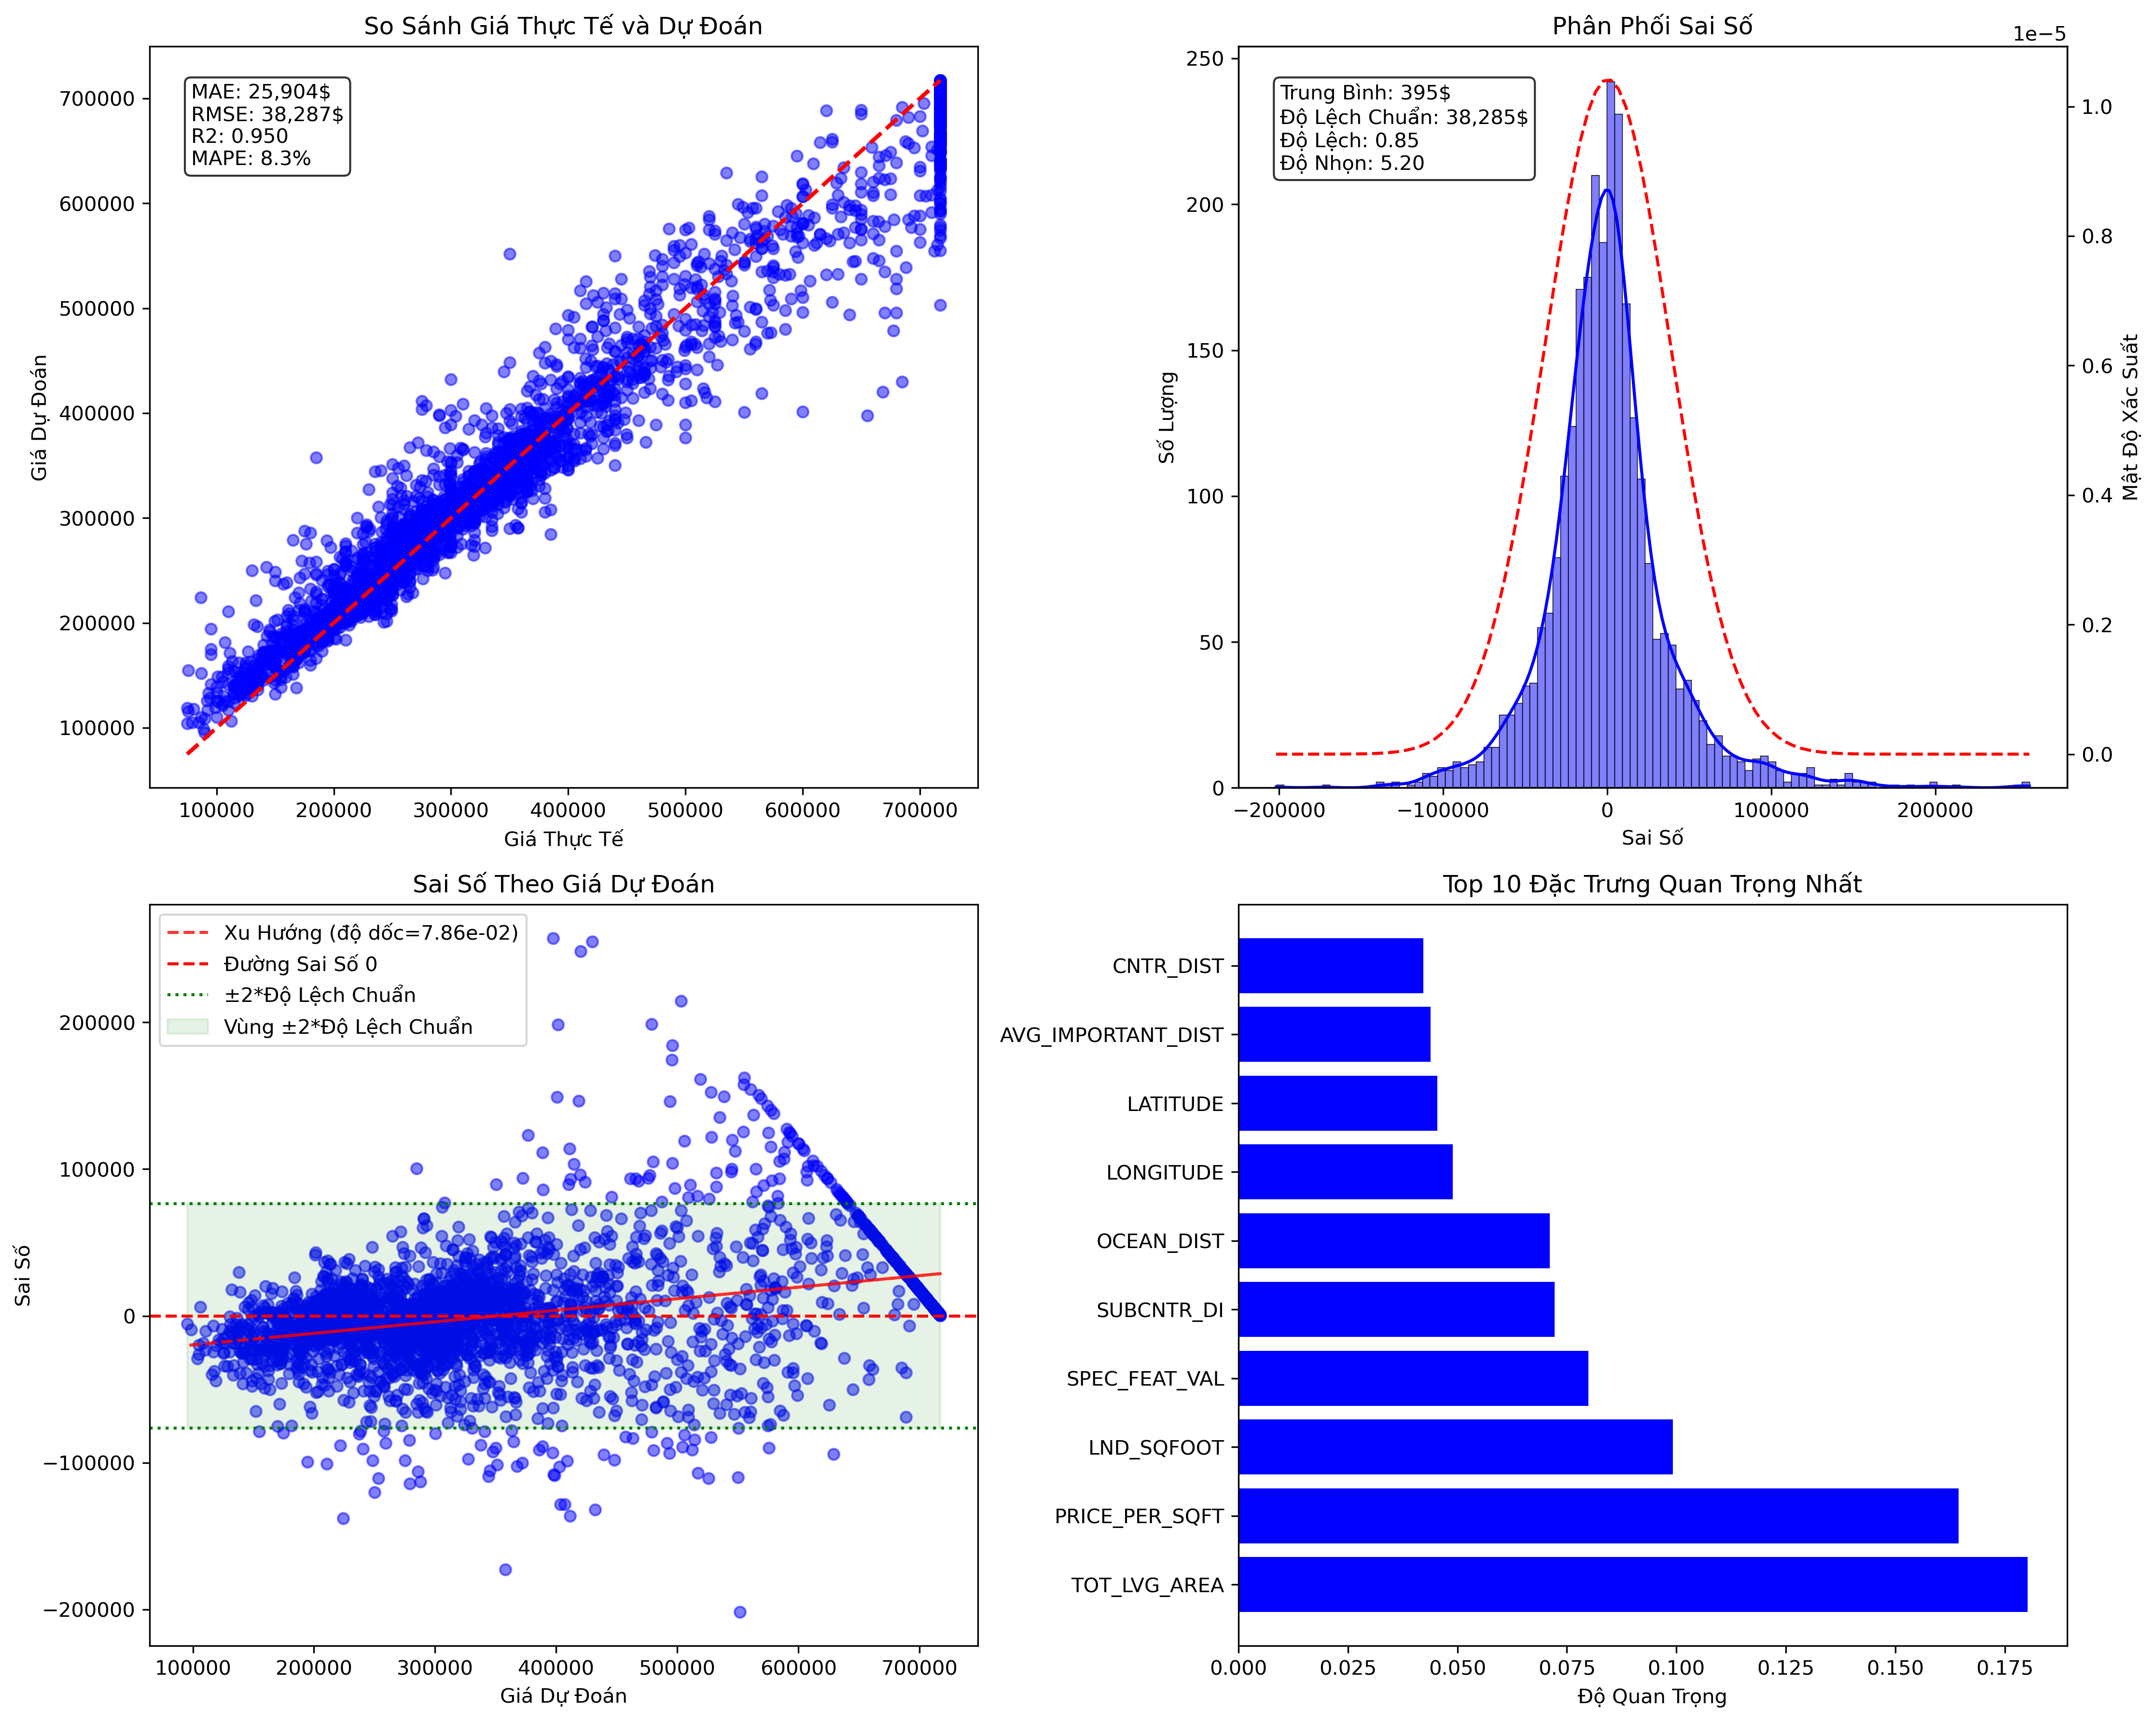 So Sánh Giá Thực Tế và Dự Đoán
MAE: 25,904$
RMSE: 38,287$
R2: 0.950
MAPE: 8.3%
700000
600000
500000
400000
300000
200000
100000
Giá Dự Đoán
100000 200000 300000 400000 500000 600000 700000
Giá Thực Tế
Phân Phối Sai Số
1e−5
Trung Bình: 395$
Độ Lệch Chuẩn: 38,285$
Độ Lệch: 0.85
Độ Nhọn: 5.20
250
200
150
100
50
0
Số Lượng
1.0
0.8
0.6
0.4
0.2
0.0
Mật Độ Xác Suất
−200000 −100000 0 100000 200000
Sai Số
Sai Số Theo Giá Dự Đoán
Xu Hướng (độ dốc=7.86e-02)
Đường Sai Số 0
±2*Độ Lệch Chuẩn
Vùng ±2*Độ Lệch Chuẩn
200000
100000
0
−100000
−200000
Sai Số
100000 200000 300000 400000 500000 600000 700000
Giá Dự Đoán
Top 10 Đặc Trưng Quan Trọng Nhất
CNTR_DIST
AVG_IMPORTANT_DIST
LATITUDE
LONGITUDE
OCEAN_DIST
SUBCNTR_DI
SPEC_FEAT_VAL
LND_SQFOOT
PRICE_PER_SQFT
TOT_LVG_AREA
0.000 0.025 0.050 0.075 0.100 0.125 0.150 0.175
Độ Quan Trọng